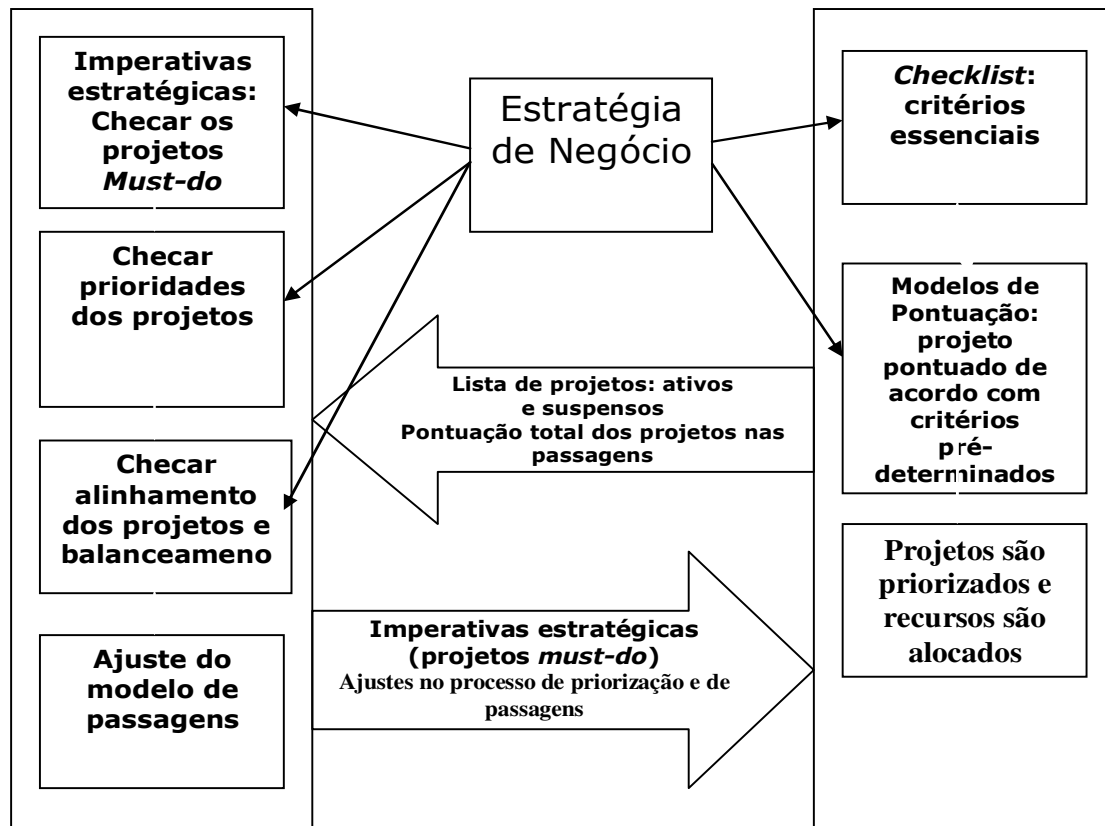 Imperativas
estratégicas:
Checar os
projetos
Must-do
Checar
prioridades
dos projetos
Checar
alinhamento
dos projetos e
balanceameno
Ajuste do
modelo de
passagens
Estratégia
de Negócio
Lista de projetos: ativos
e suspensos
Pontuação total dos projetos nas
passagens
Imperativas estratégicas
(projetos must-do)
Ajustes no processo de priorização e de
passagens
Checklist:
critérios
essenciais
Modelos de
Pontuação:
projeto
pontuado de
acordo com
critérios
pré-
determinados
Projetos são
priorizados e
recursos são
alocados